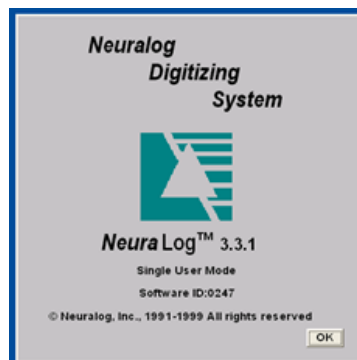 Neuralog
Digitizing
System
NeuraLog™ 3.3.1
Single User Mode
Software ID:0247
© Neuralog, Inc., 1991-1999 All rights reserved
OK